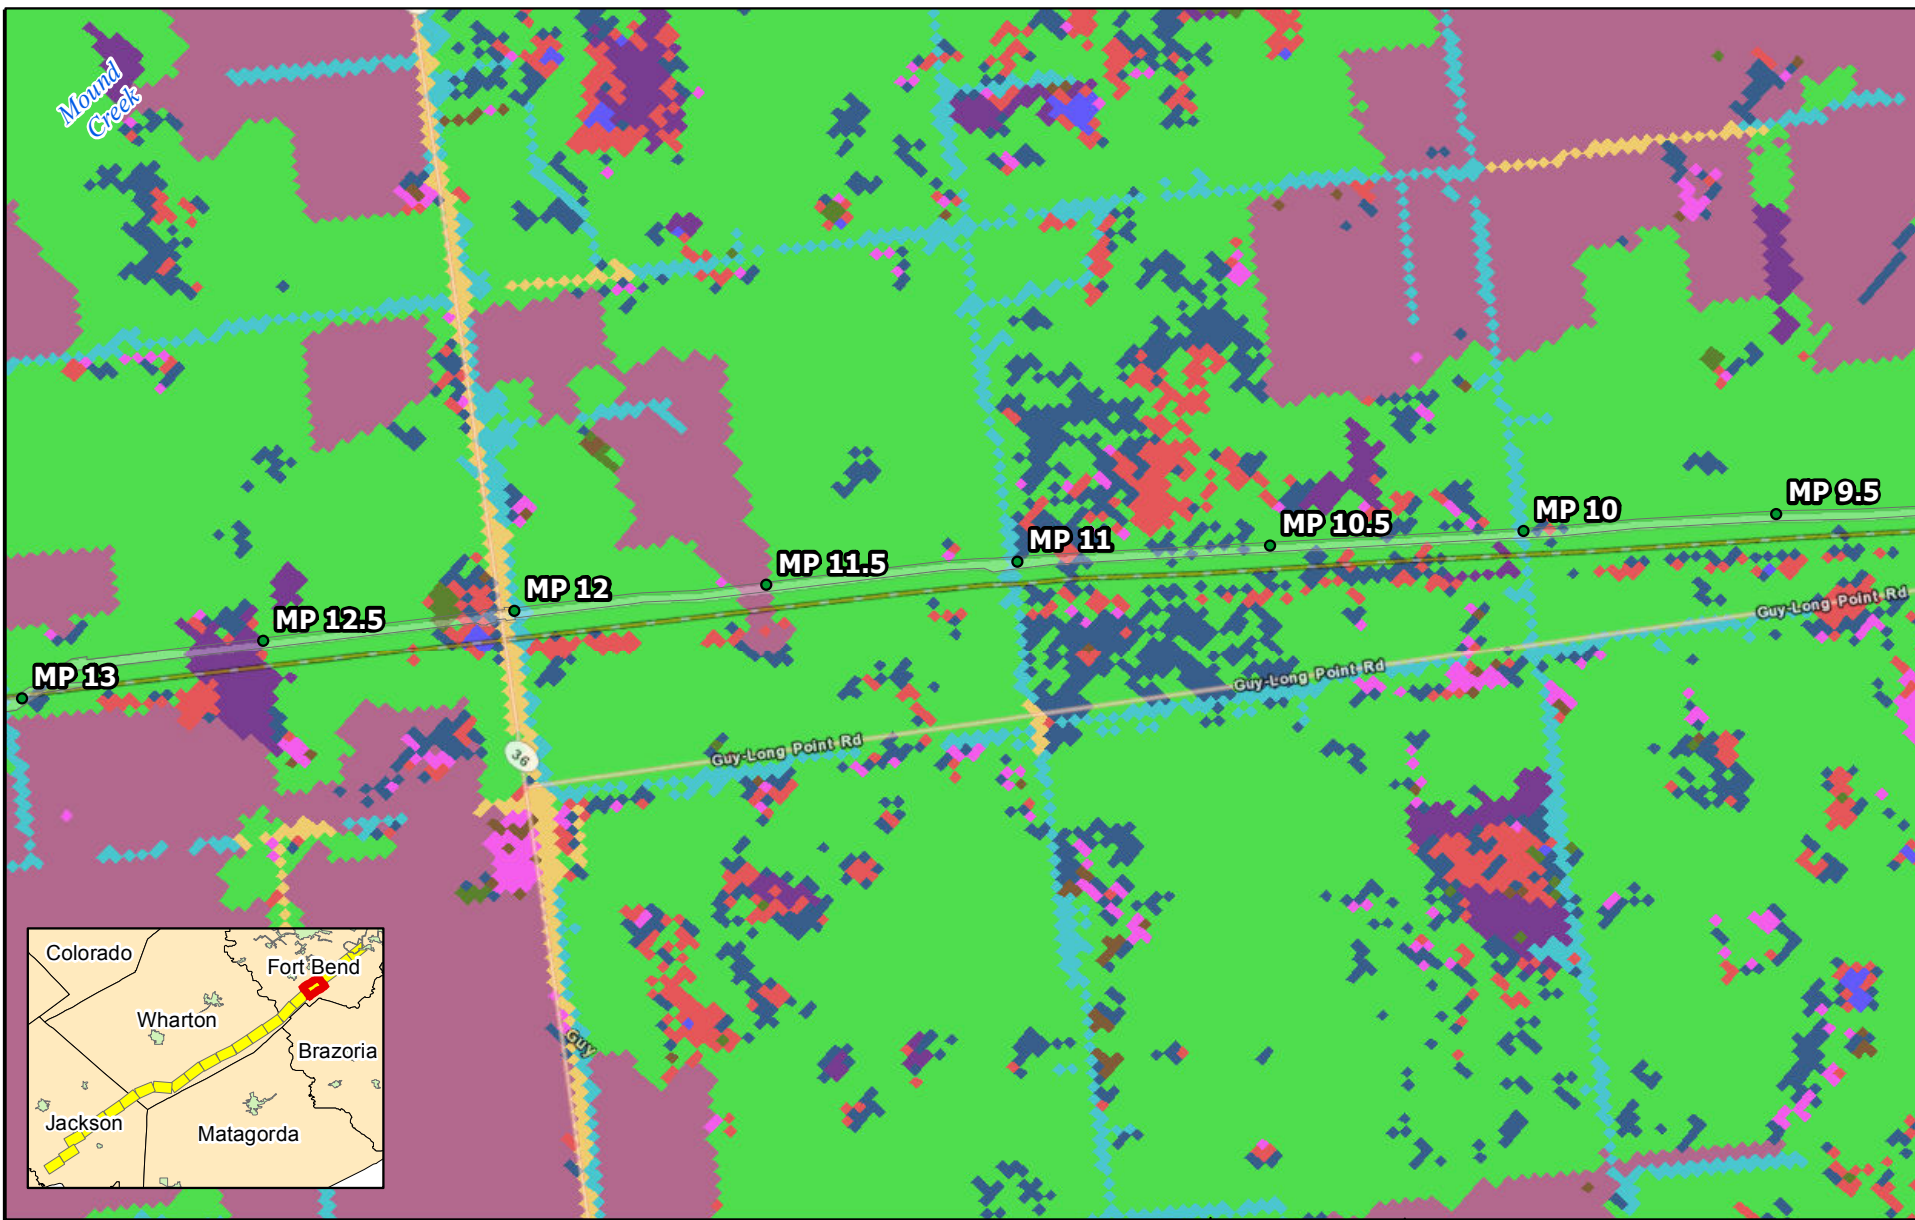 Mound
Creek
MP 9.5
MP 10
MP 10.5
MP 11
MP 11.5
MP 12
MP 12.5
MP 13
Guy-Long Point Rd
Guy-Long Point Rd
Guy-Long Point Rd
36
Guy
Colorado
Fort Bend
Wharton
Brazoria
Jackson
Matagorda